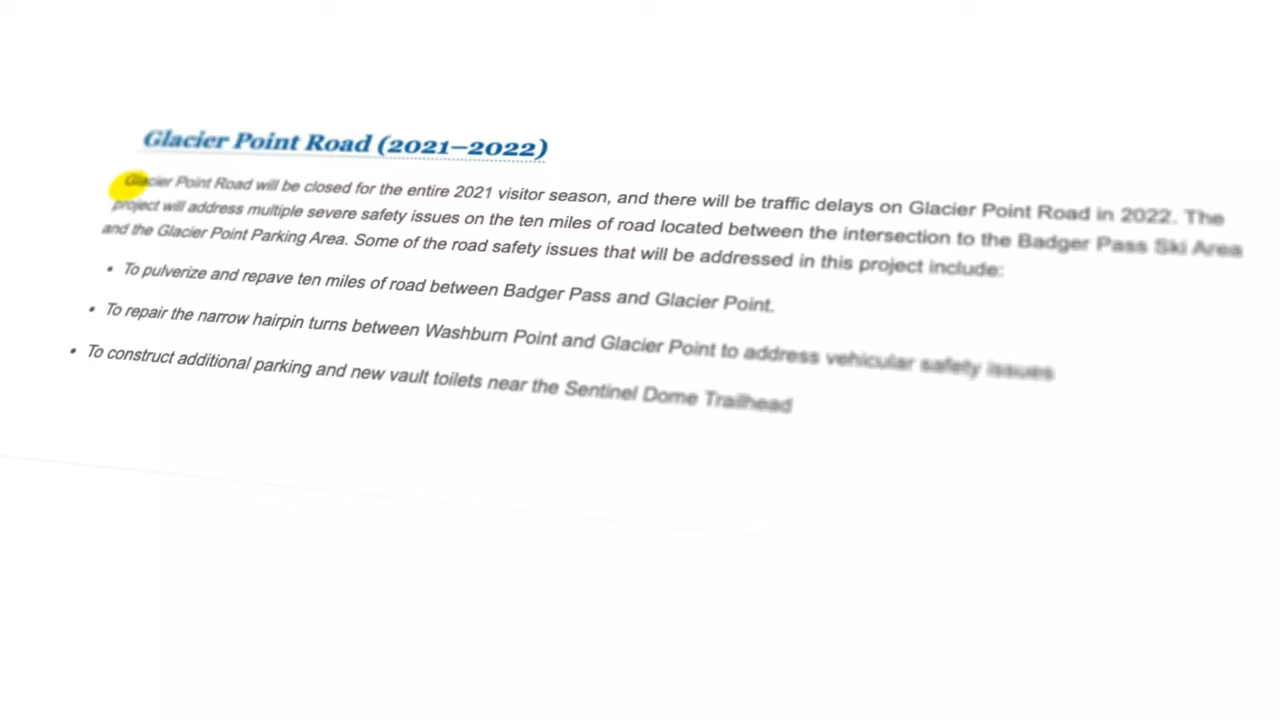 Glacier Point Road (2021–2022)
Glacier Point Road will be closed for the entire 2021 visitor season, and there will be traffic delays on Glacier Point Road in 2022. The
project will address multiple severe safety issues on the ten miles of road located between the intersection to the Badger Pass Ski Area
and the Glacier Point Parking Area. Some of the road safety issues that will be addressed in this project include:
• To pulverize and repave ten miles of road between Badger Pass and Glacier Point.
• To repair the narrow hairpin turns between Washburn Point and Glacier Point to address vehicular safety issues
• To construct additional parking and new vault toilets near the Sentinel Dome Trailhead